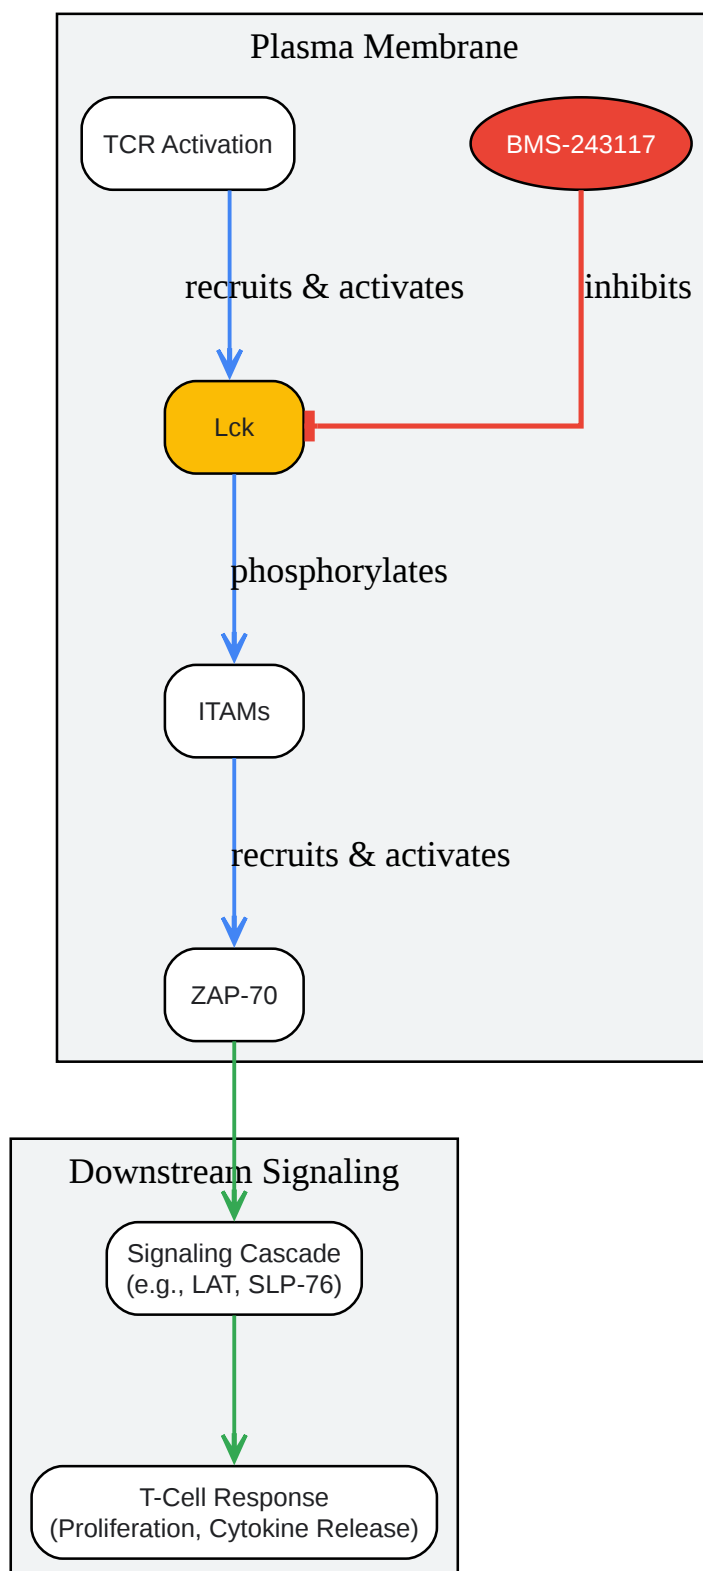 Plasma Membrane
TCR Activation
BMS-243117
recruits & activates
inhibits
Lck
phosphorylates
ITAMs
recruits & activates
ZAP-70
Downstream Signaling
Signaling Cascade
(e.g., LAT, SLP-76)
T-Cell Response
(Proliferation, Cytokine Release)